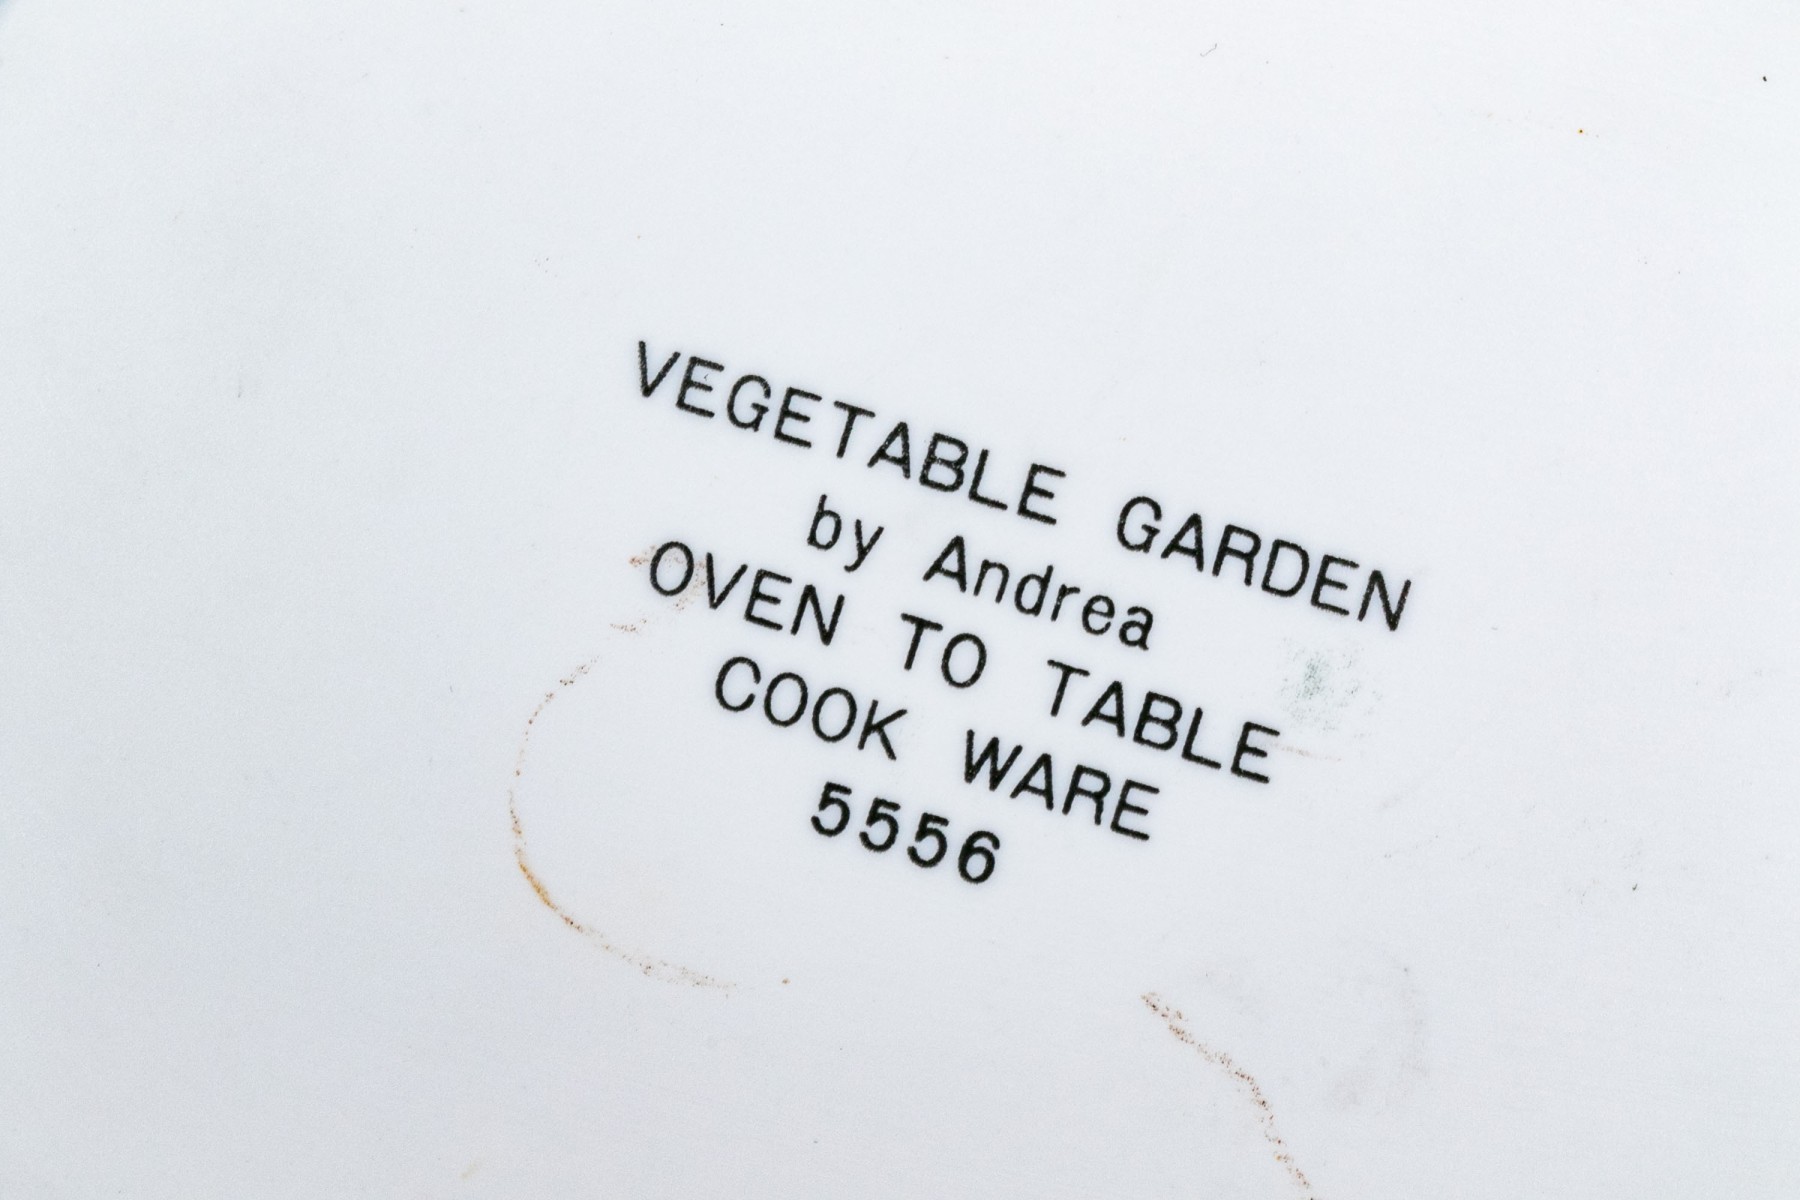 VEGETABLE GARDEN
by Andrea
OVEN TO TABLE
COOK WARE
5556